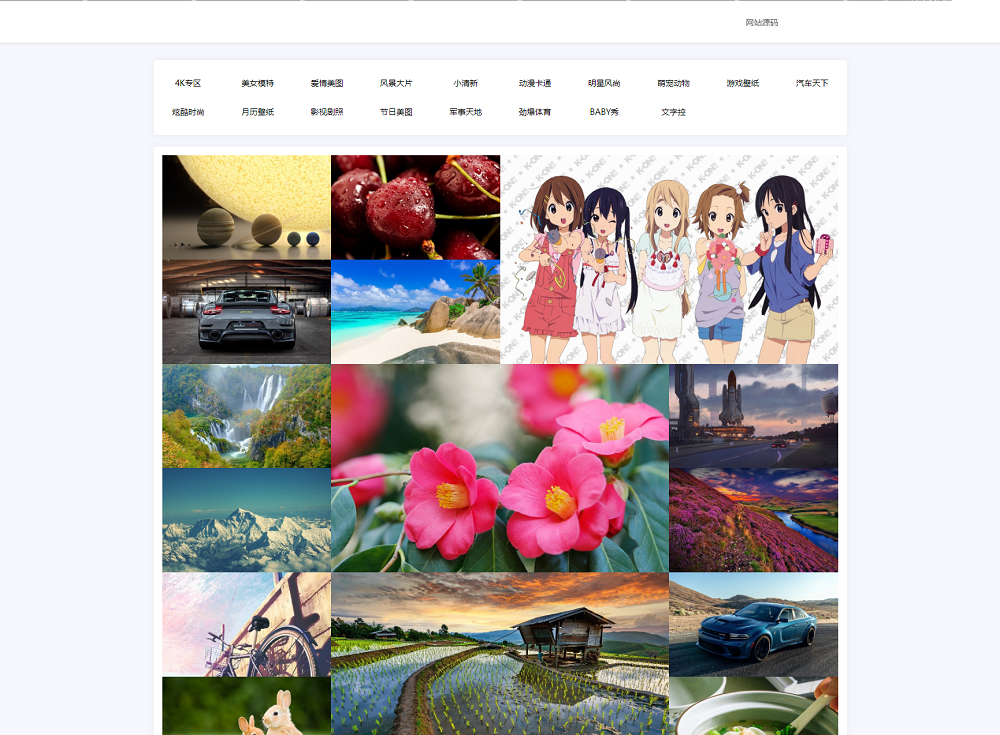 网站源码
4K专区 美女模特 爱情美图 风景大片 小清新 动漫卡通 明星风尚 萌宠动物 游戏壁纸 汽车天下
炫酷时尚 月历壁纸 影视剧照 节日美图 军事天地 劲爆体育 BABY秀 文字控
K-ON!